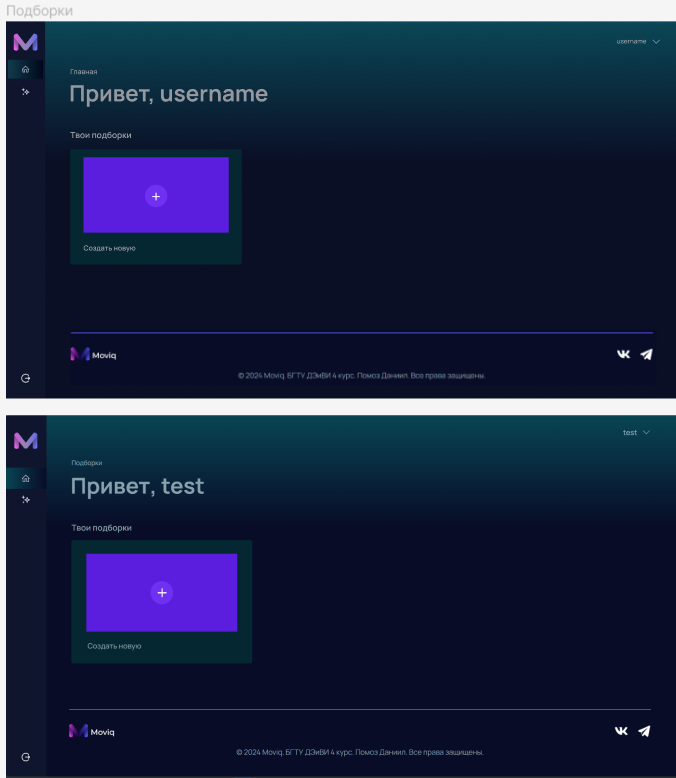 Подборки
username
Главная
Привет, username
Твои подборки
Создать новую
Moviq
© 2024 Moviq. БГТУ ДЭиВИ 4 курс. Помоз Даниил. Все права защищены.
test
Подборки
Привет, test
Твои подборки
Создать новую
Moviq
© 2024 Moviq. БГТУ ДЭиВИ 4 курс. Помоз Даниил. Все права защищены.